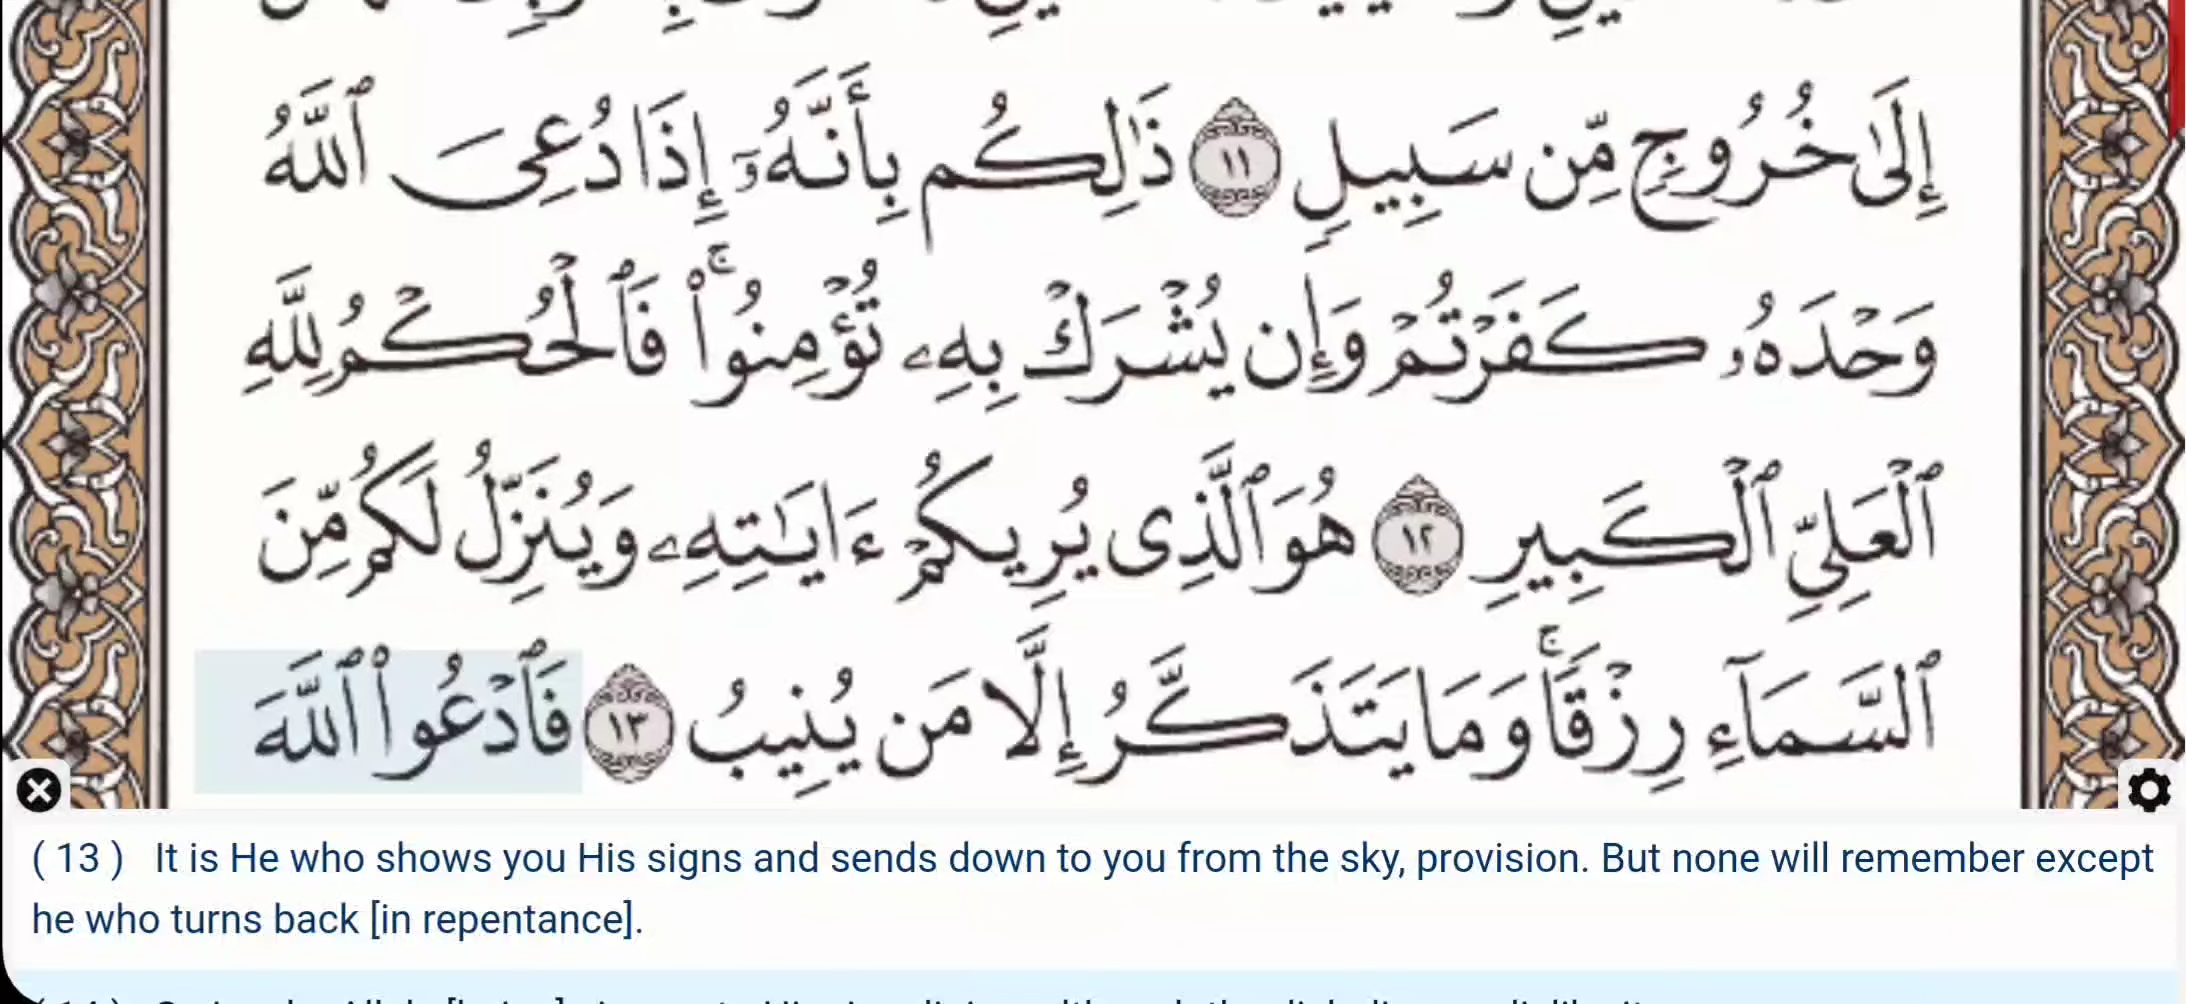 إِلَىٰ خُرُوجٍ مِّن سَبِيلٍ ١١ ذَٰلِكُم بِأَنَّهُۥٓ إِذَا دُعِىَ ٱللَّهُ
وَحْدَهُۥ كَفَرْتُمْ وَإِن يُشْرَكْ بِهِۦ تُؤْمِنُوا۟ ۚ فَٱلْحُكْمُ لِلَّهِ
ٱلْعَلِىِّ ٱلْكَبِيرِ ١٢ هُوَ ٱلَّذِى يُرِيكُمْ ءَايَـٰتِهِۦ وَيُنَزِّلُ لَكُم مِّنَ
ٱلسَّمَآءِ رِزْقًا ۚ وَمَا يَتَذَكَّرُ إِلَّا مَن يُنِيبُ ١٣ فَٱدْعُوا۟ ٱللَّهَ
( 13 ) It is He who shows you His signs and sends down to you from the sky, provision. But none will remember except
he who turns back [in repentance].